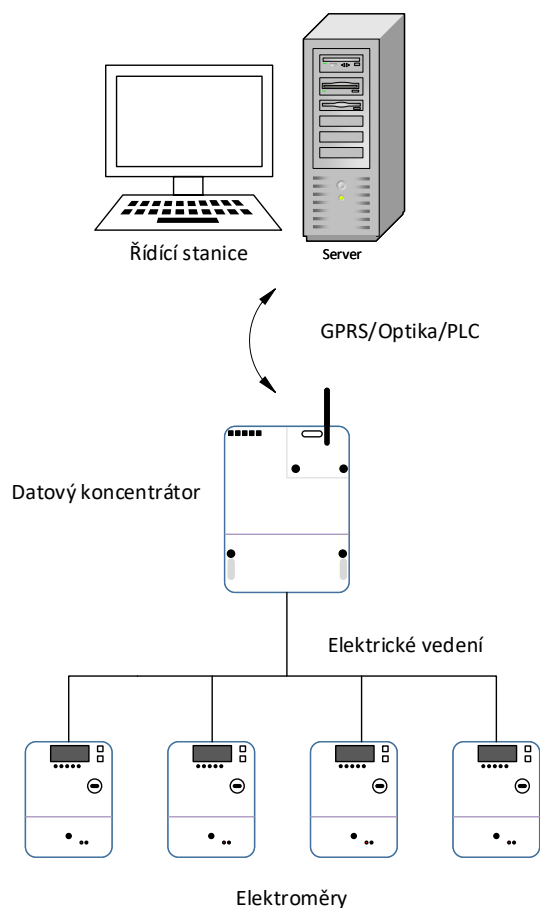 Řídící stanice
Server
GPRS/Optika/PLC
Datový koncentrátor
Elektrické vedení
Elektroměry